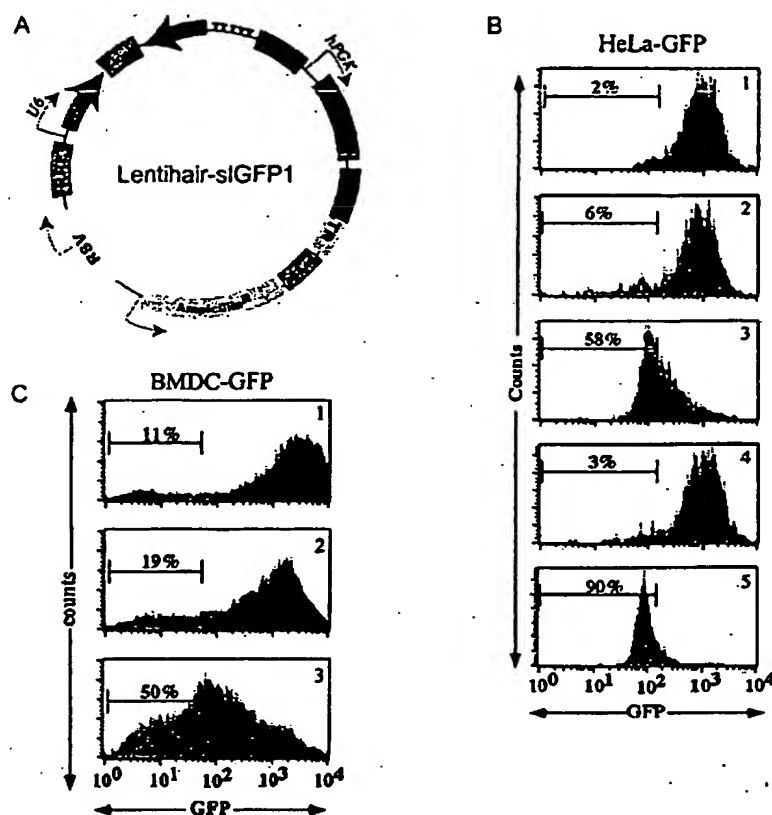 A
hPGK
U6
Lentihair-siGFP1
RSV
LTR
B
HeLa-GFP
1
2%
2
6%
3
58%
4
3%
5
90%
Counts
10⁰ 10¹ 10² 10³ 10⁴
GFP
C
BMDC-GFP
1
11%
2
19%
3
50%
counts
10⁰ 10¹ 10² 10³ 10⁴
GFP